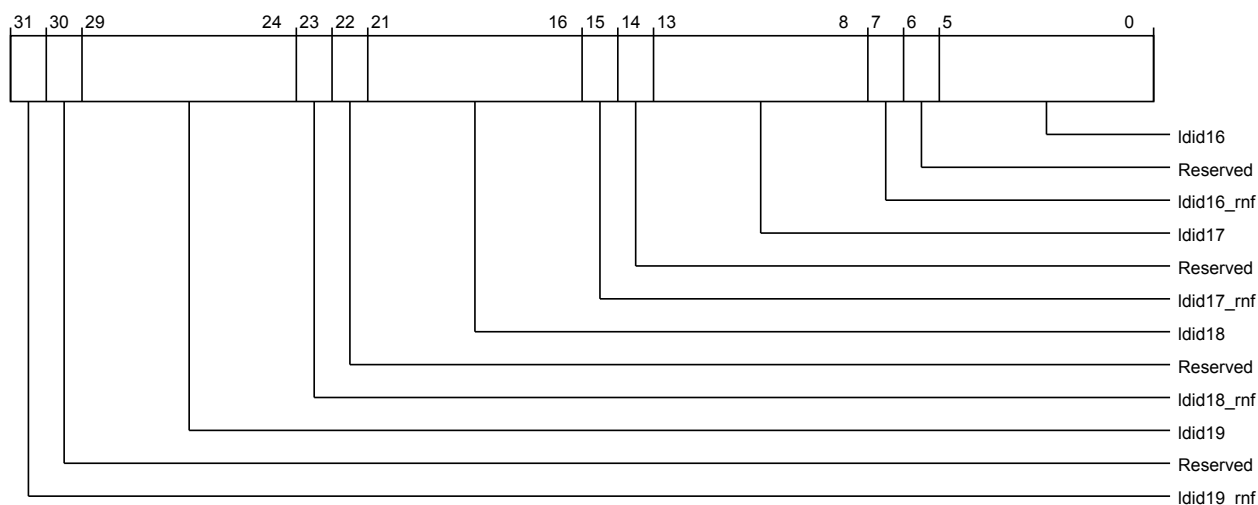 31 30 29 24 23 22 21 16 15 14 13 8 7 6 5 0
ldid16
Reserved
ldid16_rnf
ldid17
Reserved
ldid17_rnf
ldid18
Reserved
ldid18_rnf
ldid19
Reserved
ldid19_rnf